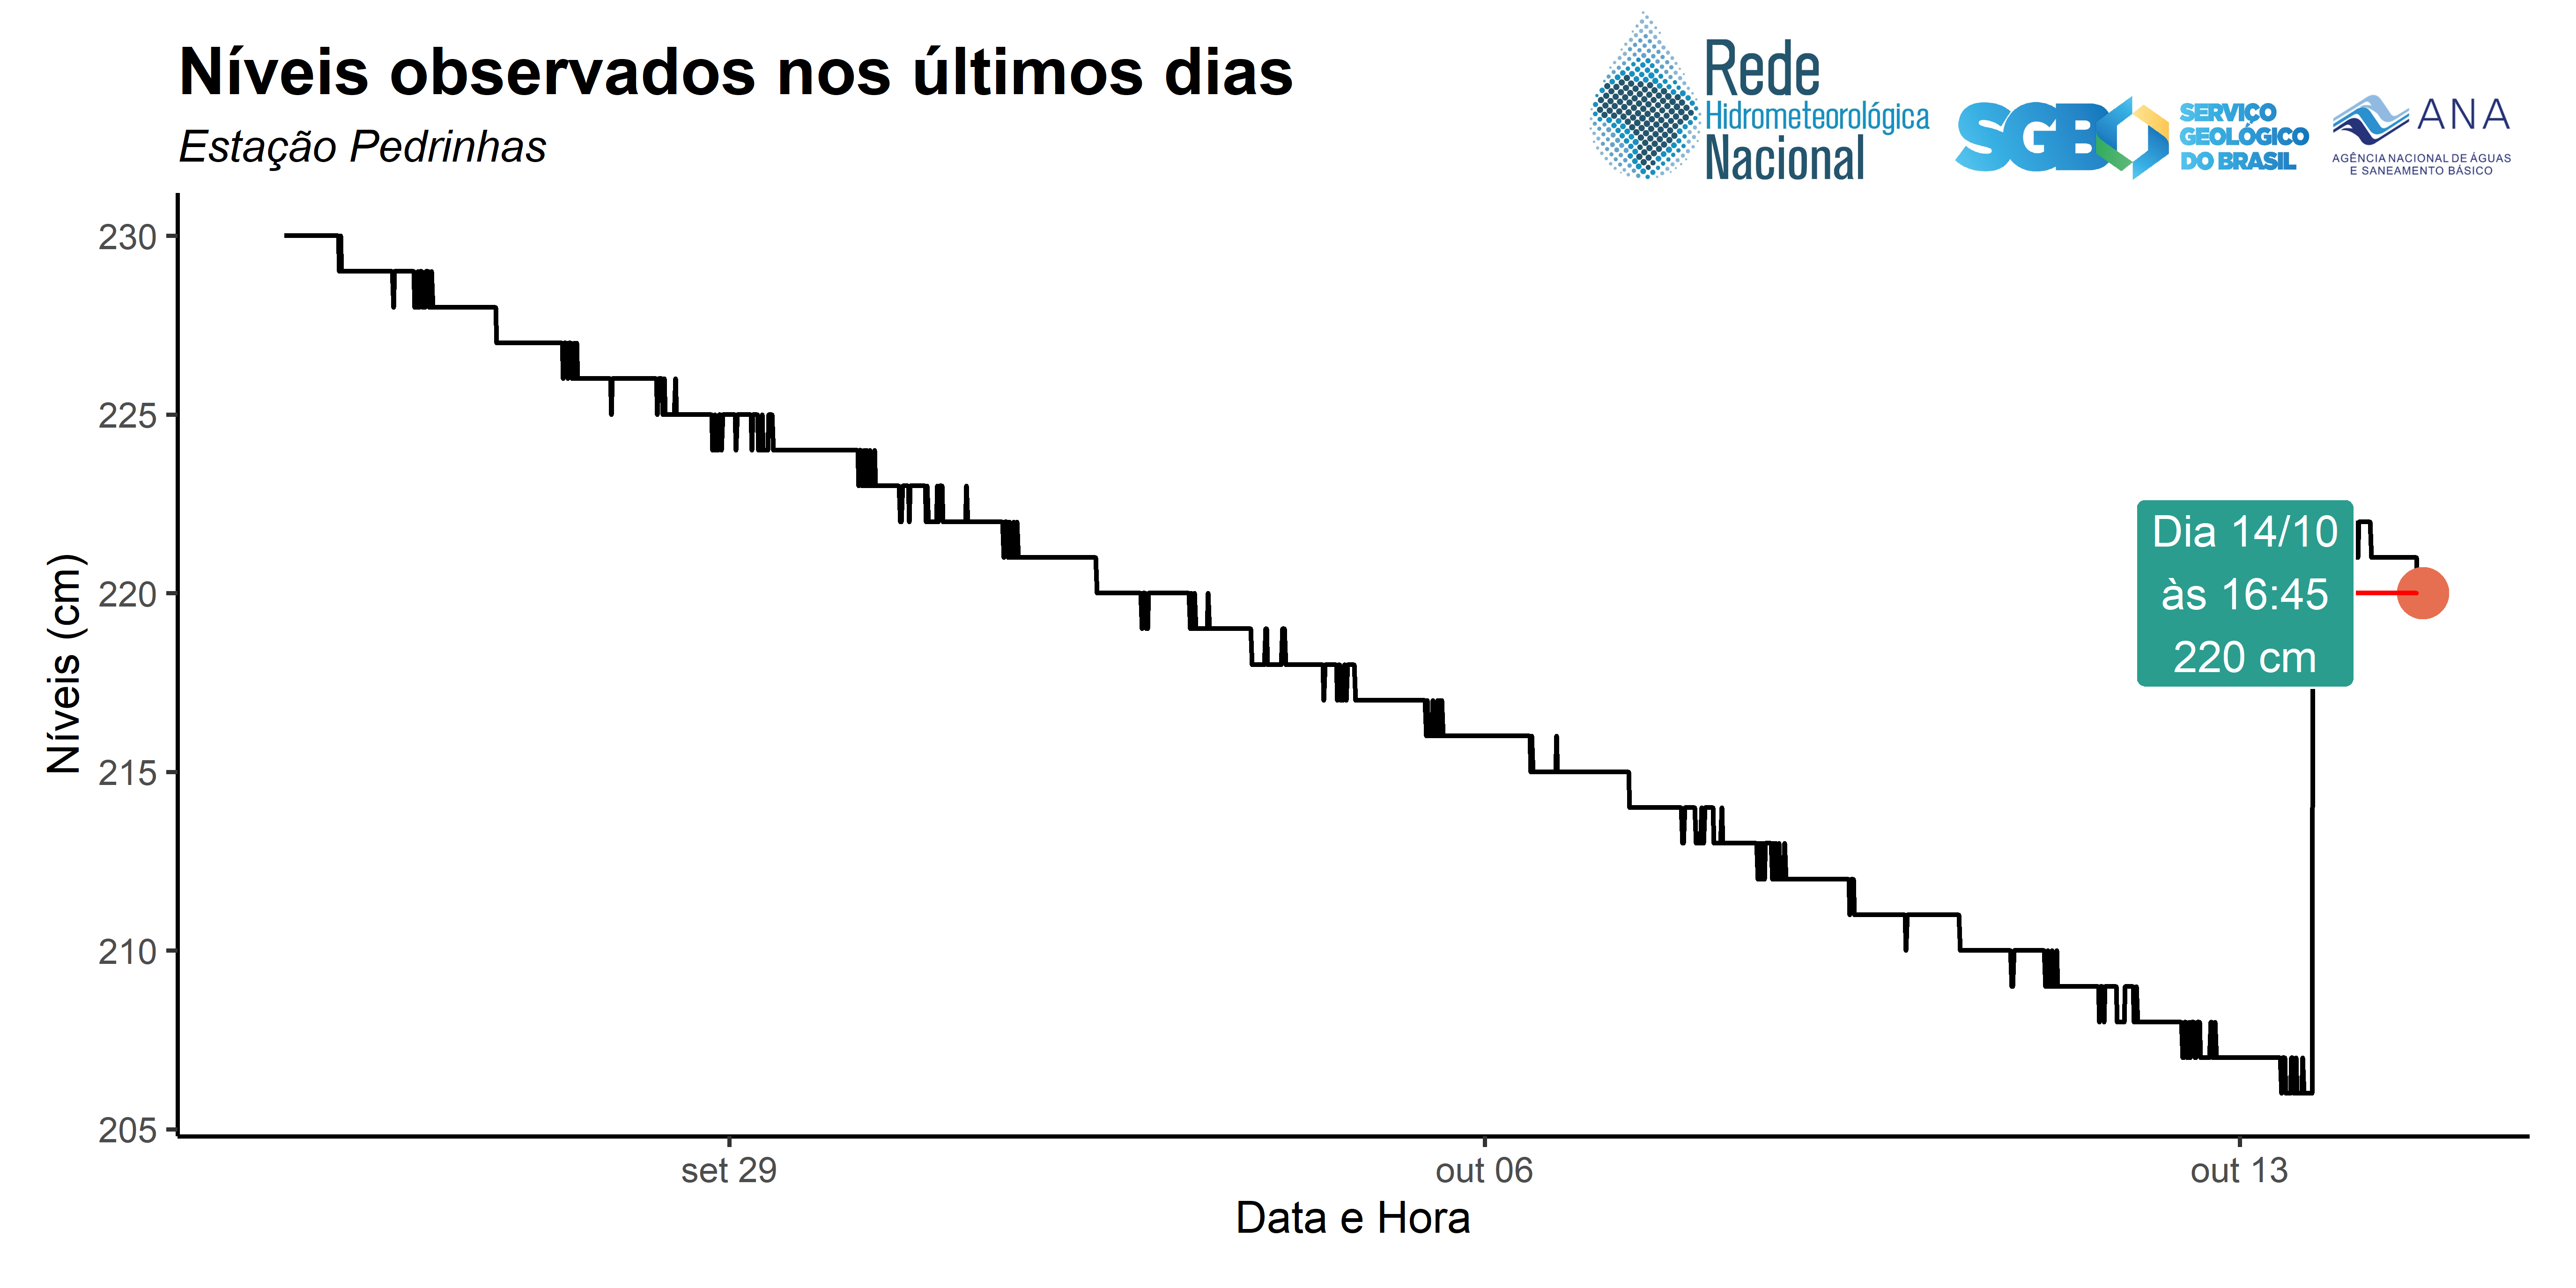 Níveis observados nos últimos dias
Estação Pedrinhas
Rede
Hidrometeorológica
Nacional
SGB
SERVIÇO
GEOLÓGICO
DO BRASIL
ANA
AGÊNCIA NACIONAL DE ÁGUAS
E SANEAMENTO BÁSICO
Níveis (cm)
230
225
220
215
210
205
Dia 14/10
às 16:45
220 cm
set 29
out 06
out 13
Data e Hora